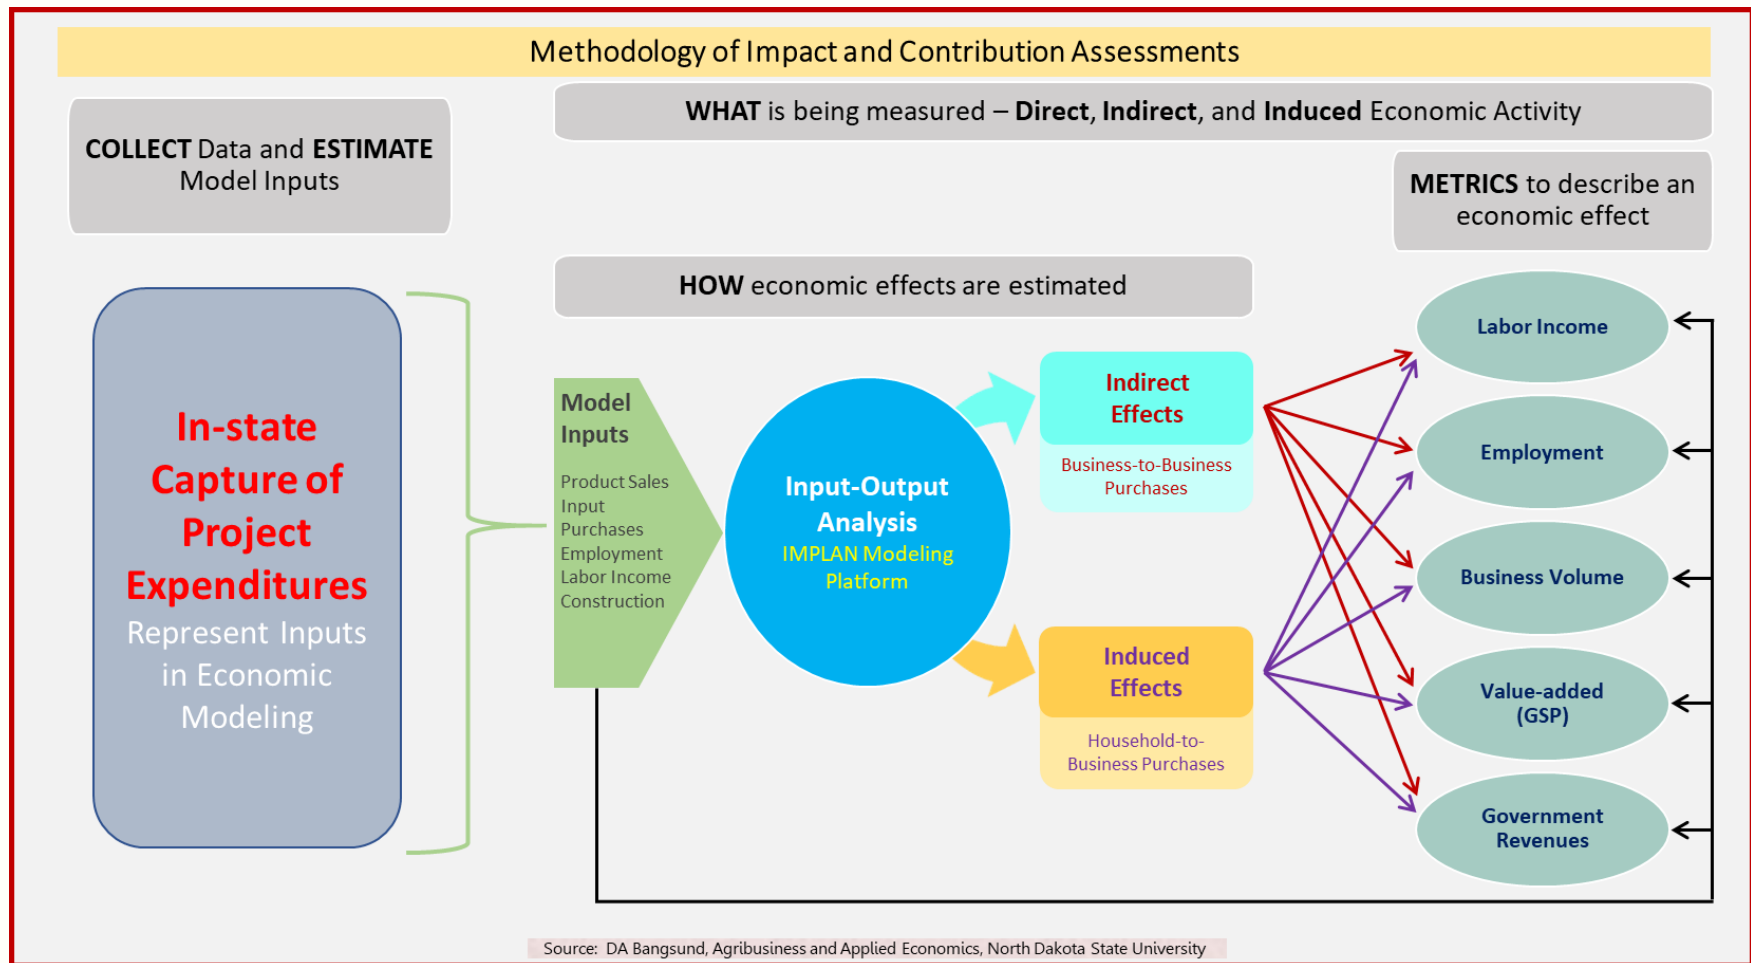 Methodology of Impact and Contribution Assessments
COLLECT Data and ESTIMATE
Model Inputs
WHAT is being measured – Direct, Indirect, and Induced Economic Activity
METRICS to describe an
economic effect
HOW economic effects are estimated
In-state
Capture of
Project
Expenditures
Represent Inputs
in Economic
Modeling
Model
Inputs
Product Sales
Input
Purchases
Employment
Labor Income
Construction
Input-Output
Analysis
IMPLAN Modeling
Platform
Indirect
Effects
Business-to-Business
Purchases
Induced
Effects
Household-to-
Business Purchases
Labor Income
Employment
Business Volume
Value-added
(GSP)
Government
Revenues
Source:  DA Bangsund, Agribusiness and Applied Economics, North Dakota State University